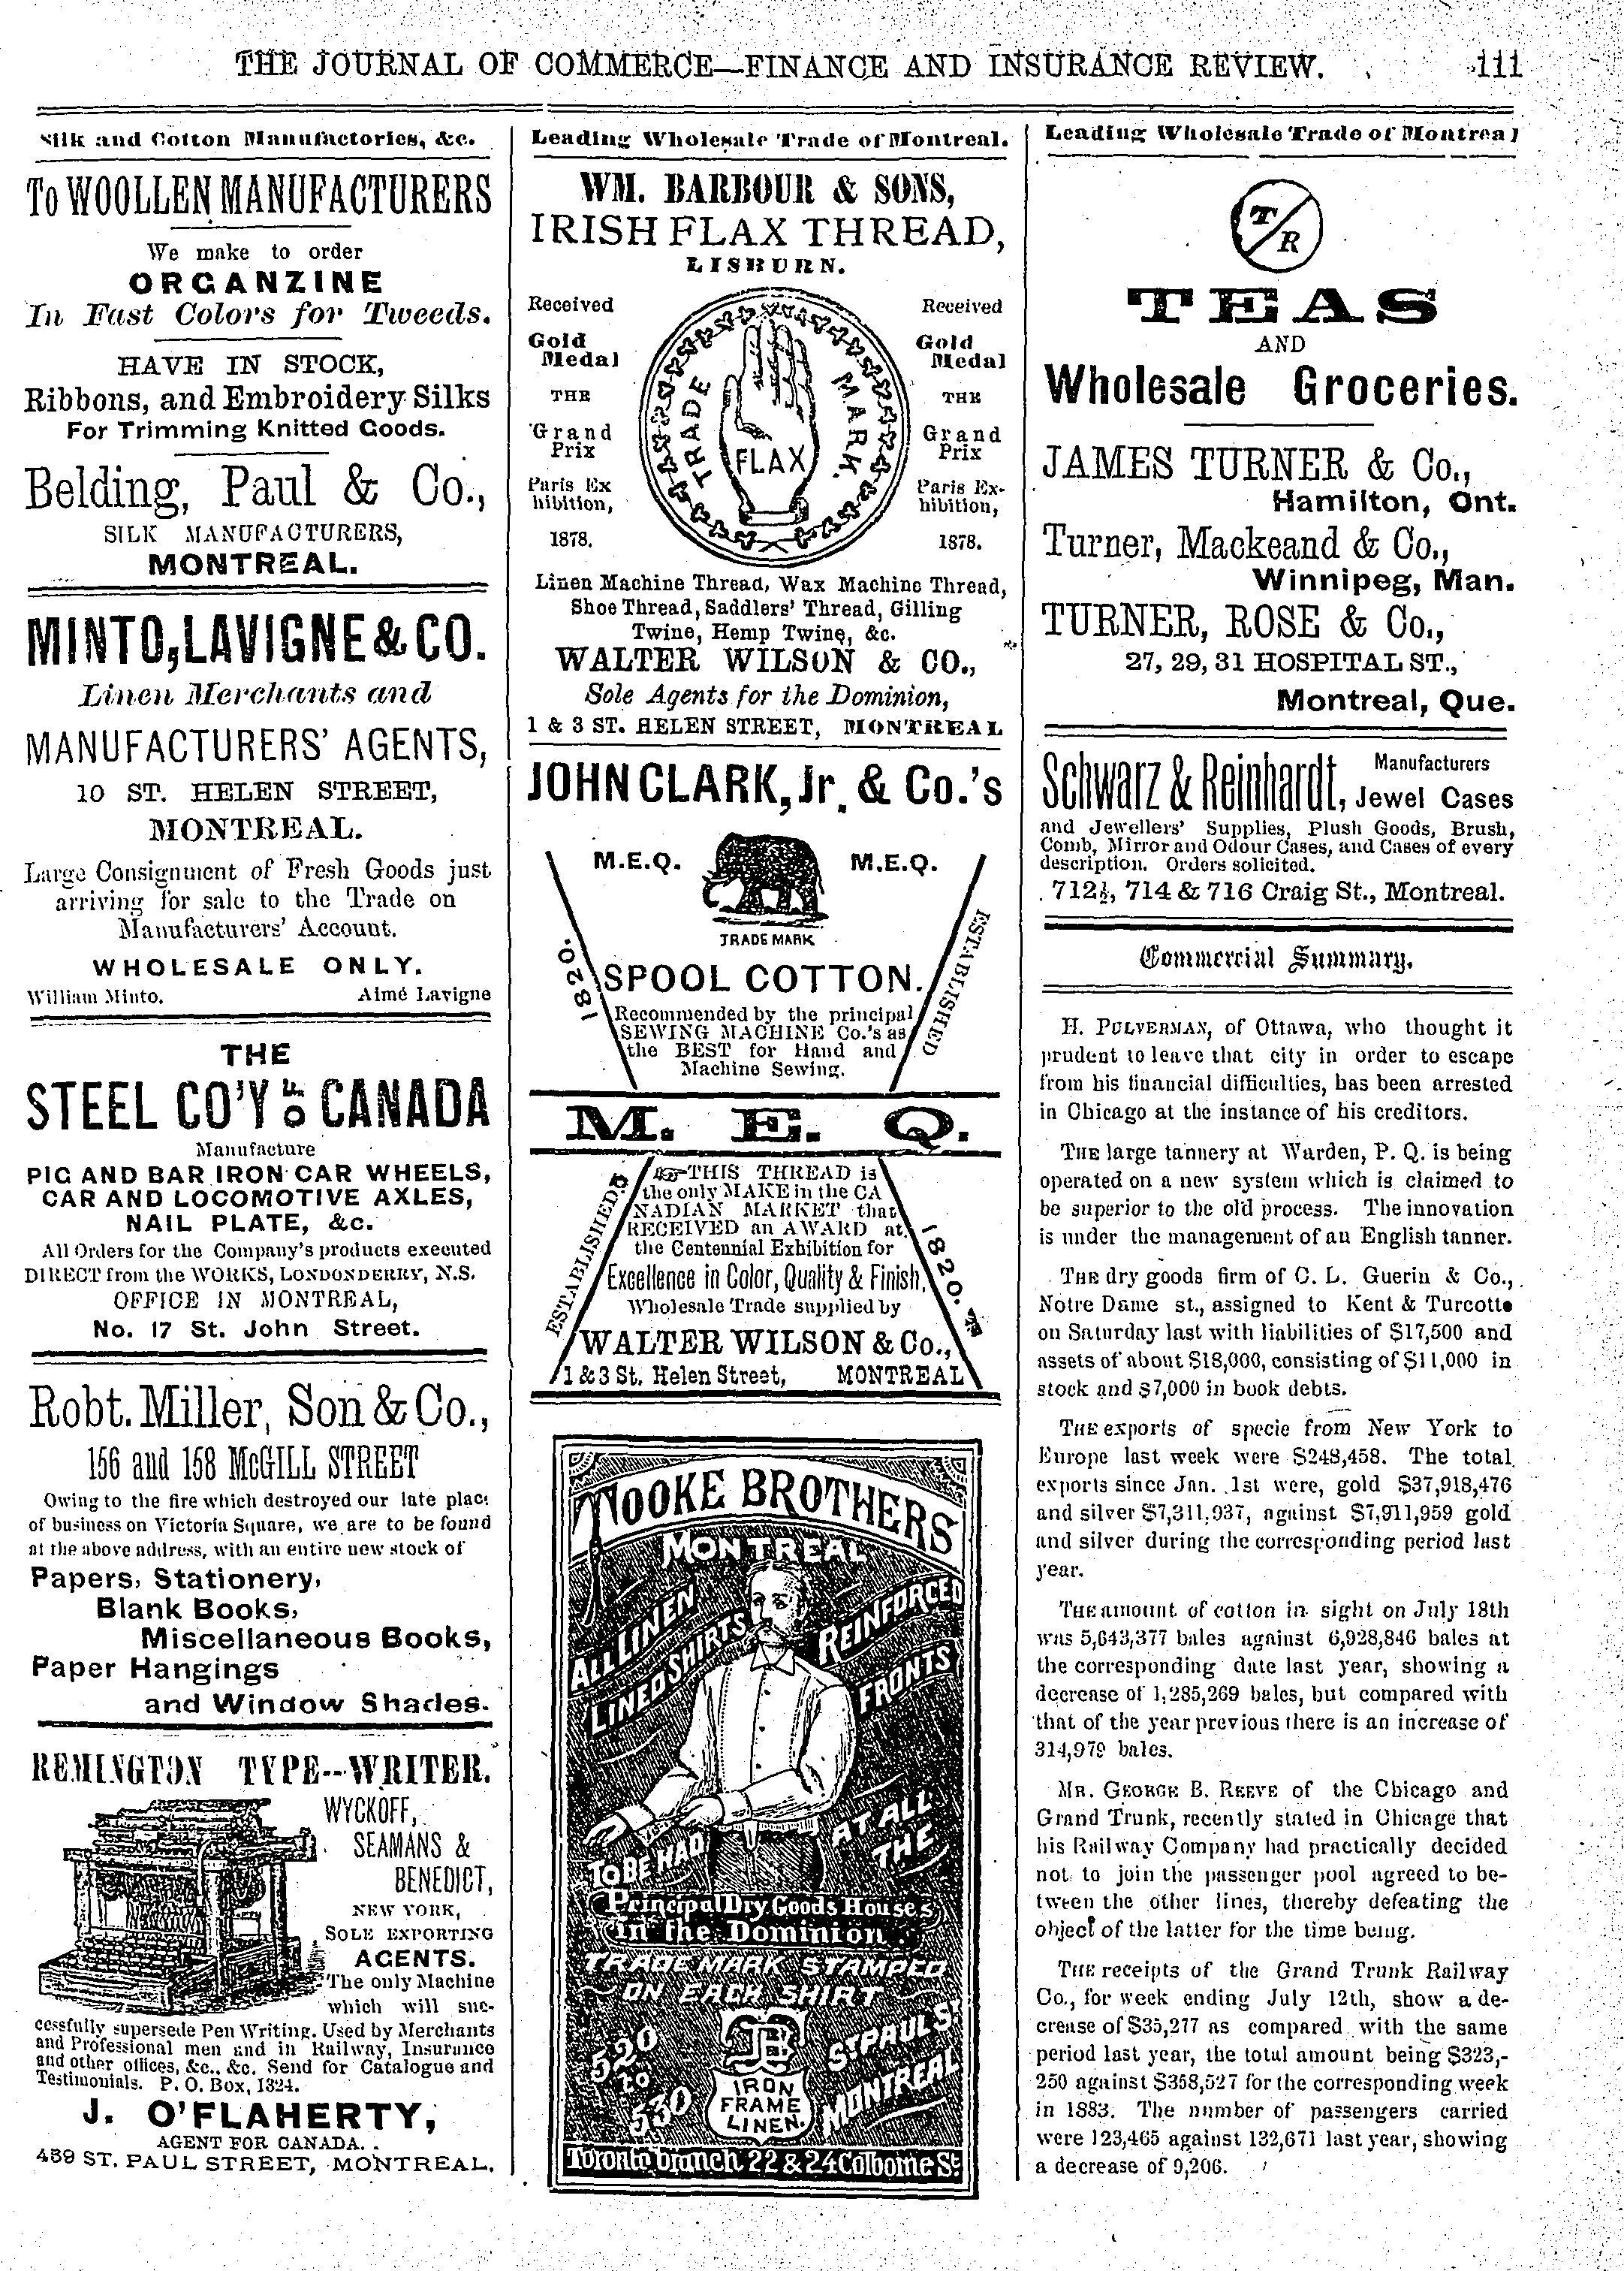 THE JOURNAL OF COMMERCE—FINANCE AND INSURANCE REVIEW. 111
Silk and Cotton Manufactories, &c.
To WOOLLEN MANUFACTURERS
We make to order
ORGANZINE
In Fast Colors for Tweeds.
HAVE IN STOCK,
Ribbons, and Embroidery Silks
For Trimming Knitted Goods.
Belding, Paul & Co.,
SILK MANUFACTURERS,
MONTREAL.
MINTO, LAVIGNE & CO.
Linen Merchants and
MANUFACTURERS' AGENTS,
10 ST. HELEN STREET,
MONTREAL.
Large Consignment of Fresh Goods just
arriving for sale to the Trade on
Manufacturers' Account.
WHOLESALE ONLY.
William Minto. Aimé Lavigne
THE
STEEL CO'Y OF CANADA
Manufacture
PIG AND BAR IRON CAR WHEELS,
CAR AND LOCOMOTIVE AXLES,
NAIL PLATE, &c.
All Orders for the Company's products executed
DIRECT from the WORKS, LONDONDERRY, N.S.
OFFICE IN MONTREAL,
No. 17 St. John Street.
Robt. Miller, Son & Co.,
156 and 158 McGILL STREET
Owing to the fire which destroyed our late place
of business on Victoria Square, we are to be found
at the above address, with an entire new stock of
Papers, Stationery,
Blank Books,
Miscellaneous Books,
Paper Hangings
and Window Shades.
REMINGTON TYPE--WRITER.
WYCKOFF,
SEAMANS &
BENEDICT,
NEW YORK,
SOLE EXPORTING
AGENTS.
The only Machine
which will suc-
cessfully supersede Pen Writing. Used by Merchants
and Professional men and in Railway, Insurance
and other offices, &c., &c. Send for Catalogue and
Testimonials. P. O. Box, 1324.
J. O'FLAHERTY,
AGENT FOR CANADA.
459 ST. PAUL STREET, MONTREAL.
Leading Wholesale Trade of Montreal.
WM. BARBOUR & SONS,
IRISH FLAX THREAD,
LISBURN.
Received
Gold
Medal
THE
Grand
Prix
Paris Ex
hibition,
1878.
TRADE MARK.
FLAX
Received
Gold
Medal
THE
Grand
Prix
Paris Ex-
hibition,
1878.
Linen Machine Thread, Wax Machine Thread,
Shoe Thread, Saddlers' Thread, Gilling
Twine, Hemp Twine, &c.
WALTER WILSON & CO.,
Sole Agents for the Dominion,
1 & 3 ST. HELEN STREET, MONTREAL
JOHN CLARK, Jr. & Co.'s
M.E.Q. M.E.Q.
TRADE MARK
ESTABLISHED 1820.
SPOOL COTTON.
Recommended by the principal
SEWING MACHINE Co.'s as
the BEST for Hand and
Machine Sewing.
M. E. Q.
THIS THREAD is
the only MAKE in the CA
NADIAN MARKET that
RECEIVED an AWARD at
the Centennial Exhibition for
Excellence in Color, Quality & Finish,
ESTABLISHED 1820.
Wholesale Trade supplied by
WALTER WILSON & Co.,
1 & 3 St. Helen Street, MONTREAL
TOOKE BROTHERS
MONTREAL
ALL LINEN
LINED SHIRTS
REINFORCED
FRONTS
TO BE HAD
AT ALL
THE
Principal Dry Goods Houses
in the Dominion
TRADE MARK STAMPED
ON EACH SHIRT
520
to
530
ST PAUL ST
MONTREAL
TB
IRON
FRAME
LINEN.
Toronto branch 22 & 24 Colborne St
Leading Wholesale Trade of Montreal
T/R
TEAS
AND
Wholesale Groceries.
JAMES TURNER & Co.,
Hamilton, Ont.
Turner, Mackeand & Co.,
Winnipeg, Man.
TURNER, ROSE & Co.,
27, 29, 31 HOSPITAL ST.,
Montreal, Que.
Schwarz & Reinhardt, Manufacturers
Jewel Cases
and Jewellers' Supplies, Plush Goods, Brush,
Comb, Mirror and Odour Cases, and Cases of every
description. Orders solicited.
712½, 714 & 716 Craig St., Montreal.
Commercial Summary.
H. PULVERMAN, of Ottawa, who thought it
prudent to leave that city in order to escape
from his financial difficulties, has been arrested
in Chicago at the instance of his creditors.
THE large tannery at Warden, P. Q. is being
operated on a new system which is claimed to
be superior to the old process. The innovation
is under the management of an English tanner.
THE dry goods firm of C. L. Guerin & Co.,
Notre Dame st., assigned to Kent & Turcotte
on Saturday last with liabilities of $17,500 and
assets of about $18,000, consisting of $11,000 in
stock and $7,000 in book debts.
THE exports of specie from New York to
Europe last week were $248,458. The total
exports since Jan. 1st were, gold $37,918,476
and silver $7,311,937, against $7,911,959 gold
and silver during the corresponding period last
year.
THE amount of cotton in sight on July 18th
was 5,643,377 bales against 6,928,846 bales at
the corresponding date last year, showing a
decrease of 1,285,269 bales, but compared with
that of the year previous there is an increase of
314,979 bales.
MR. GEORGE B. REEVE of the Chicago and
Grand Trunk, recently stated in Chicage that
his Railway Company had practically decided
not to join the passenger pool agreed to be-
tween the other lines, thereby defeating the
object of the latter for the time being.
THE receipts of the Grand Trunk Railway
Co., for week ending July 12th, show a de-
crease of $35,277 as compared with the same
period last year, the total amount being $323,-
250 against $358,527 for the corresponding week
in 1883. The number of passengers carried
were 123,465 against 132,671 last year, showing
a decrease of 9,206.